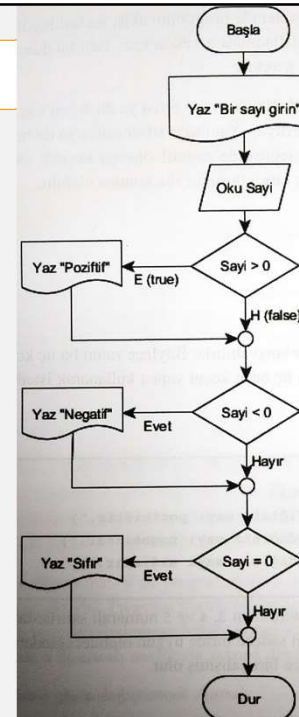 Başla
Yaz "Bir sayı girin"
Oku Sayi
Sayi > 0
E (true)
Yaz "Poziftif"
H (false)
Sayi < 0
Evet
Yaz "Negatif"
Hayır
Sayi = 0
Evet
Yaz "Sıfır"
Hayır
Dur